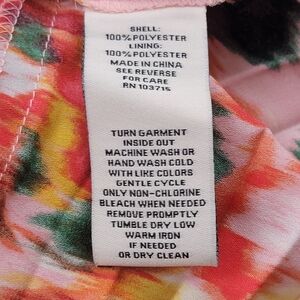 SHELL:
100% POLYESTER
LINING:
100% POLYESTER
MADE IN CHINA
SEE REVERSE
FOR CARE
RN 103715
TURN GARMENT
INSIDE OUT
MACHINE WASH OR
HAND WASH COLD
WITH LIKE COLORS
GENTLE CYCLE
ONLY NON-CHLORINE
BLEACH WHEN NEEDED
REMOVE PROMPTLY
TUMBLE DRY LOW
WARM IRON
IF NEEDED
OR DRY CLEAN